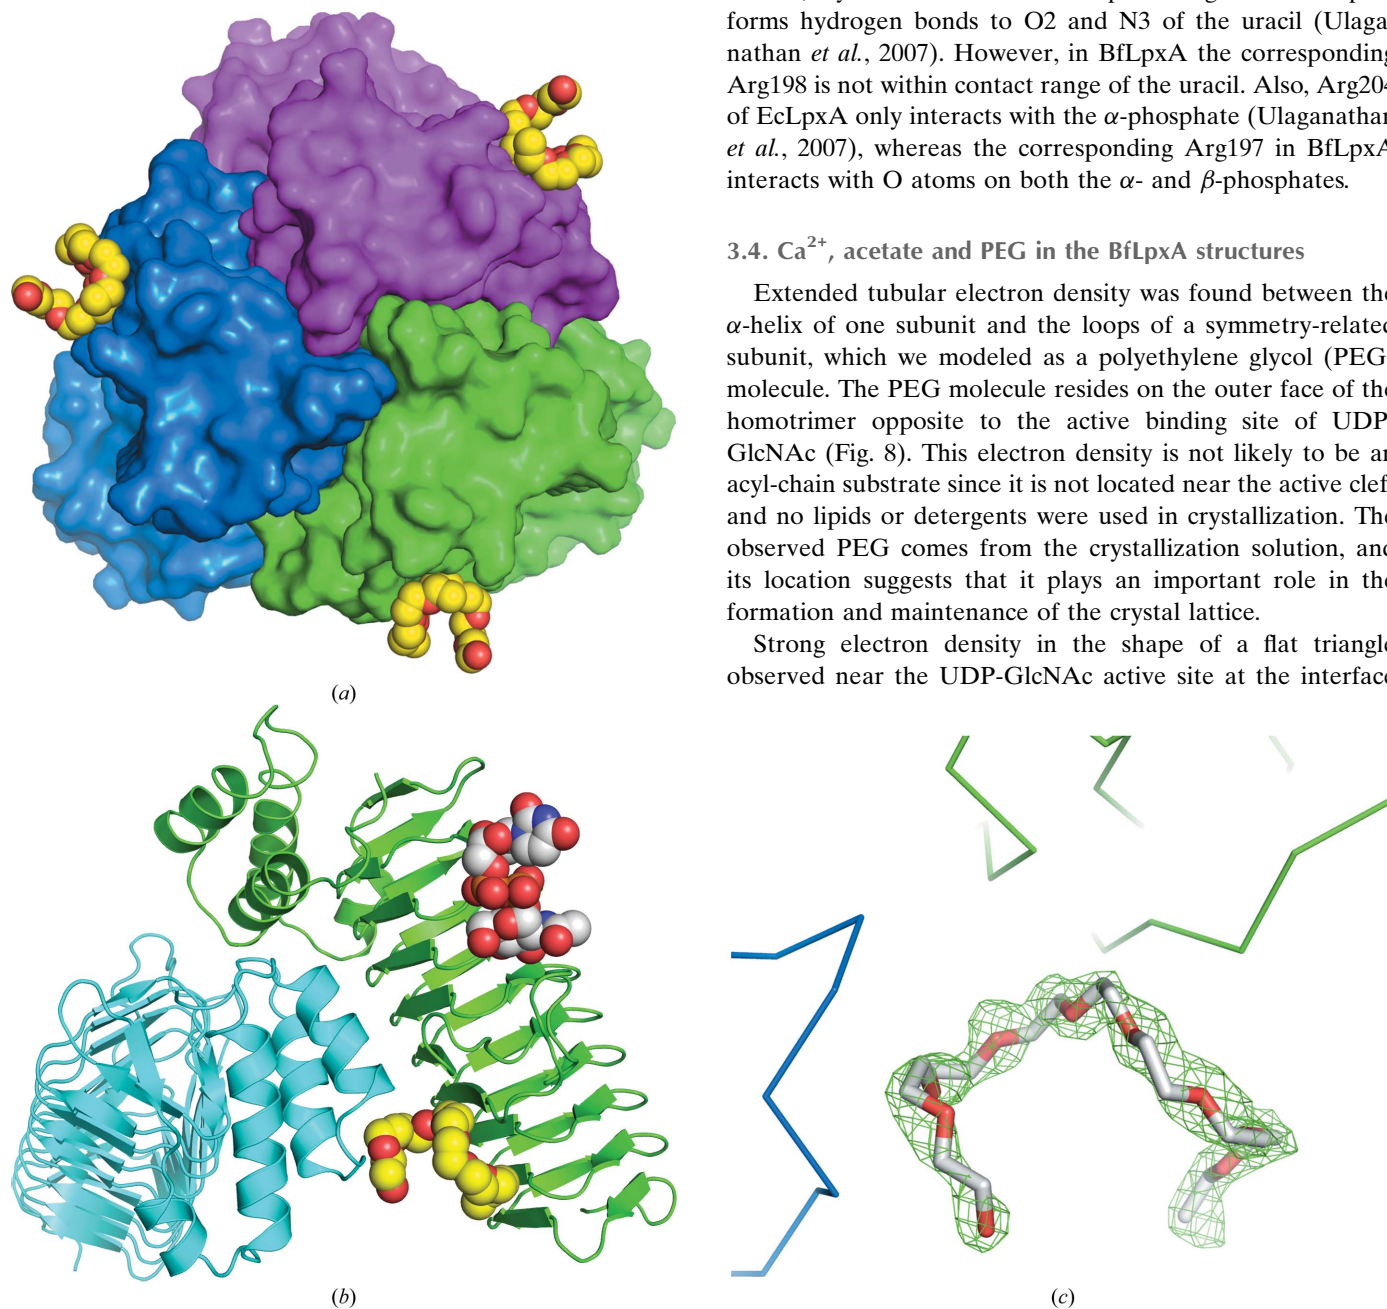 forms hydrogen bonds to O2 and N3 of the uracil (Ulaga
nathan et al., 2007). However, in BfLpxA the corresponding
Arg198 is not within contact range of the uracil. Also, Arg204
of EcLpxA only interacts with the α-phosphate (Ulaganathan
et al., 2007), whereas the corresponding Arg197 in BfLpxA
interacts with O atoms on both the α- and β-phosphates.
3.4. Ca2+, acetate and PEG in the BfLpxA structures
Extended tubular electron density was found between the
α-helix of one subunit and the loops of a symmetry-related
subunit, which we modeled as a polyethylene glycol (PEG
molecule. The PEG molecule resides on the outer face of the
homotrimer opposite to the active binding site of UDP
GlcNAc (Fig. 8). This electron density is not likely to be an
acyl-chain substrate since it is not located near the active clef
and no lipids or detergents were used in crystallization. The
observed PEG comes from the crystallization solution, and
its location suggests that it plays an important role in the
formation and maintenance of the crystal lattice.
Strong electron density in the shape of a flat triangle
observed near the UDP-GlcNAc active site at the interface
(a)
(b)
(c)